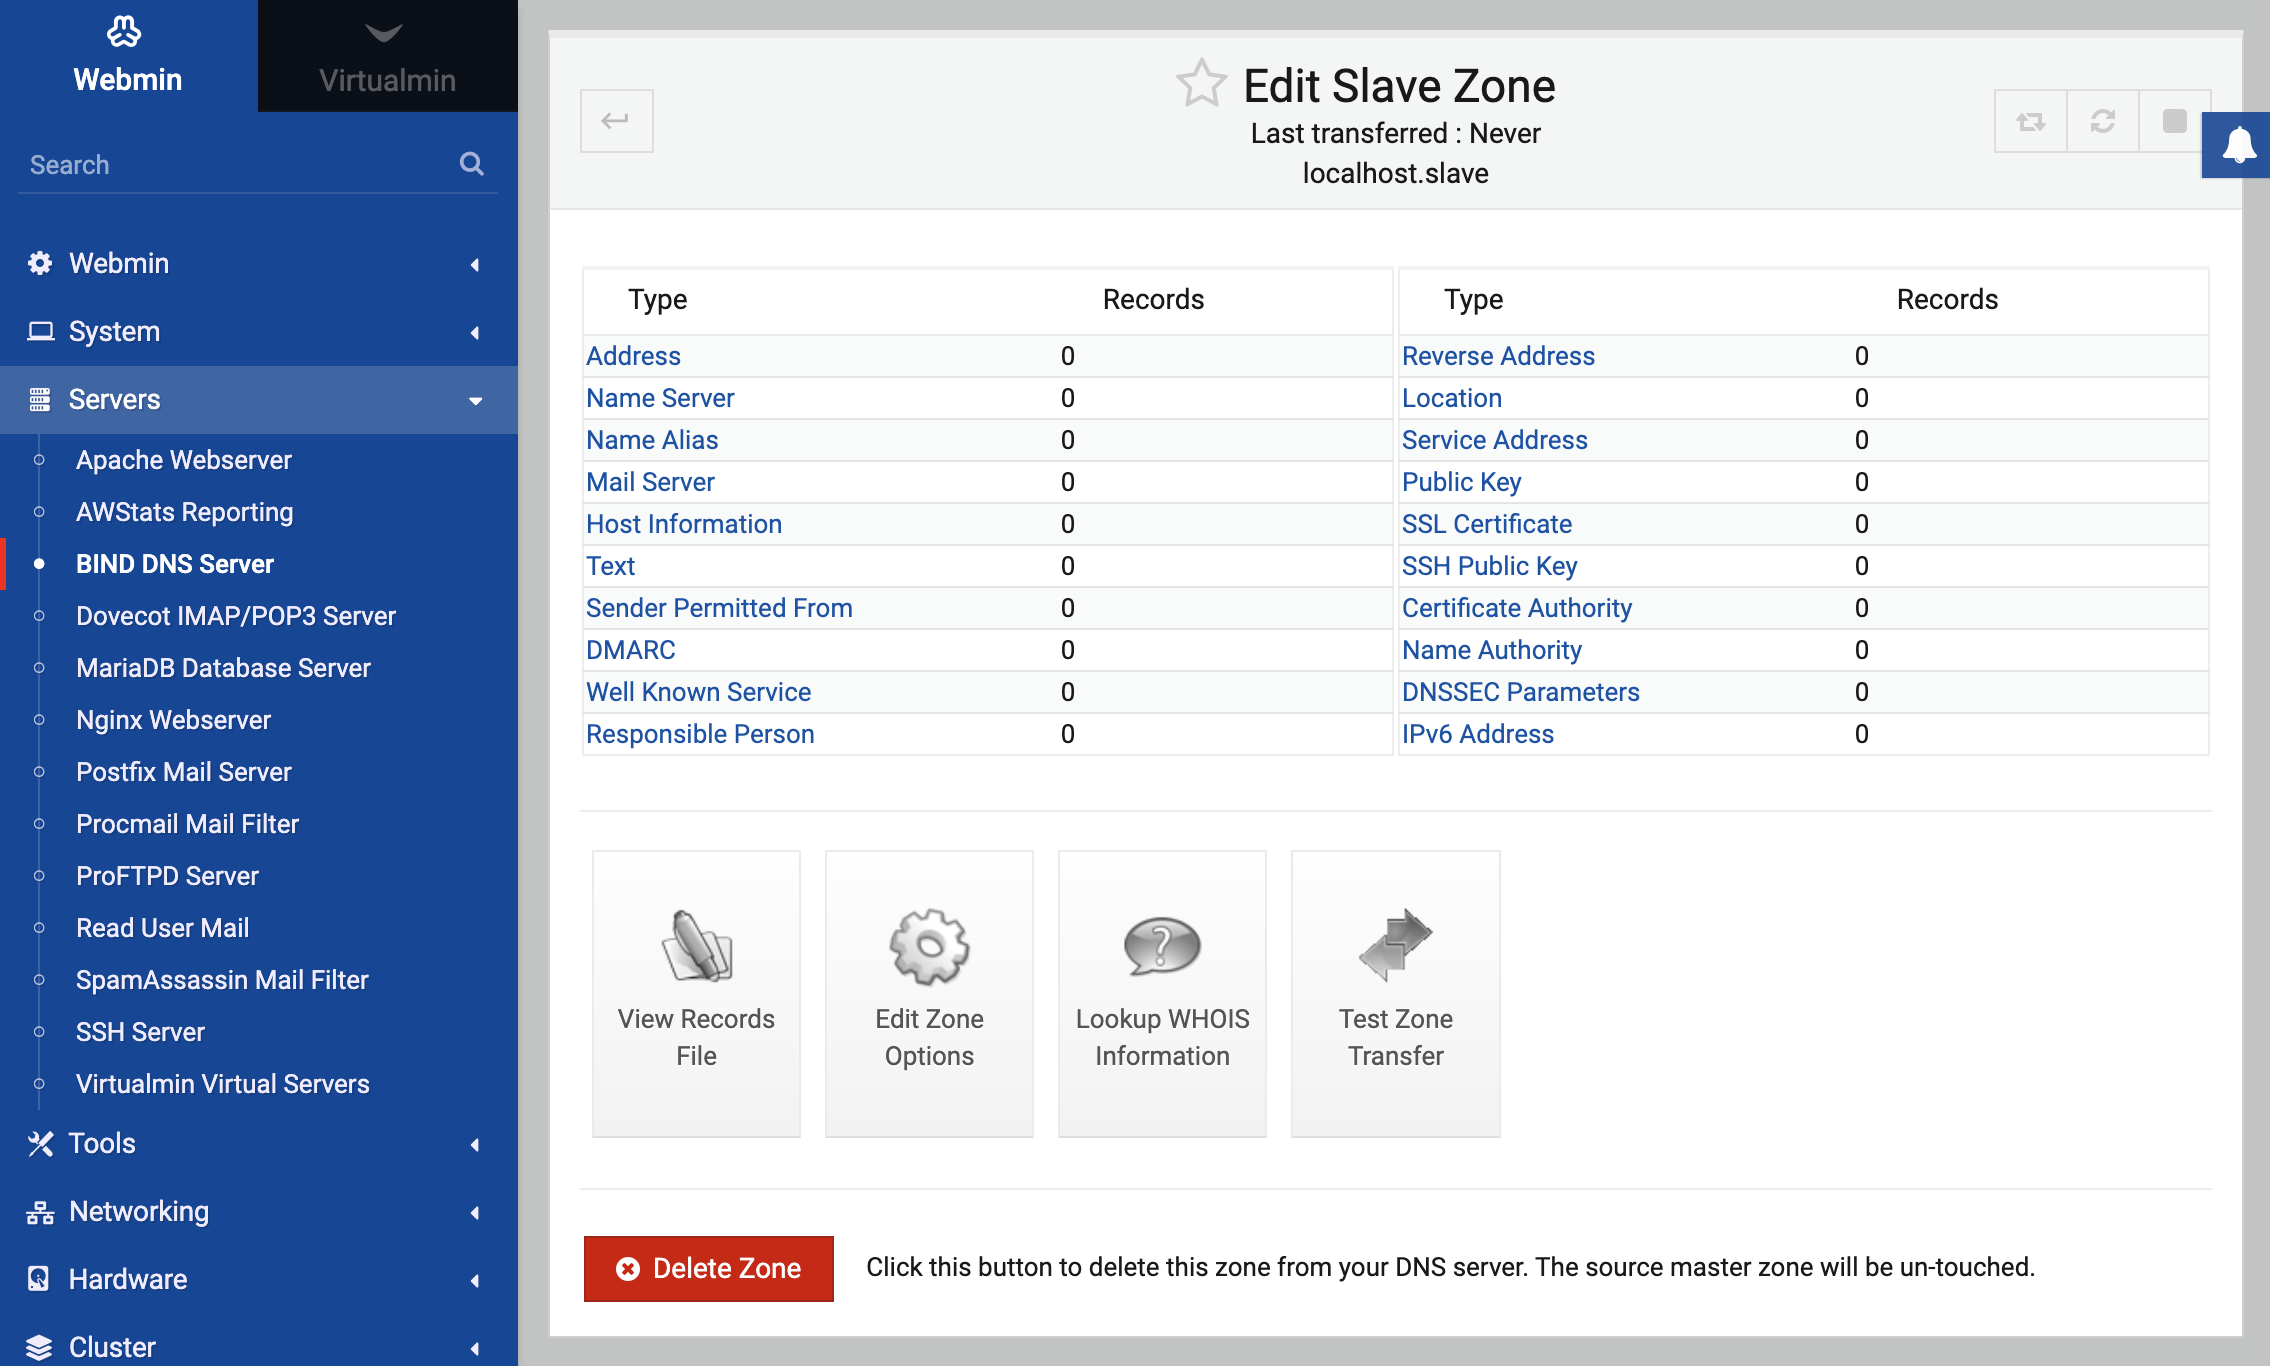 Webmin
Virtualmin
Search
Webmin
System
Servers
Apache Webserver
AWStats Reporting
BIND DNS Server
Dovecot IMAP/POP3 Server
MariaDB Database Server
Nginx Webserver
Postfix Mail Server
Procmail Mail Filter
ProFTPD Server
Read User Mail
SpamAssassin Mail Filter
SSH Server
Virtualmin Virtual Servers
Tools
Networking
Hardware
Cluster
Edit Slave Zone
Last transferred : Never
localhost.slave
Type Records Type Records
Address 0 Reverse Address 0
Name Server 0 Location 0
Name Alias 0 Service Address 0
Mail Server 0 Public Key 0
Host Information 0 SSL Certificate 0
Text 0 SSH Public Key 0
Sender Permitted From 0 Certificate Authority 0
DMARC 0 Name Authority 0
Well Known Service 0 DNSSEC Parameters 0
Responsible Person 0 IPv6 Address 0
View Records
File
Edit Zone
Options
Lookup WHOIS
Information
Test Zone
Transfer
Delete Zone
Click this button to delete this zone from your DNS server. The source master zone will be un-touched.